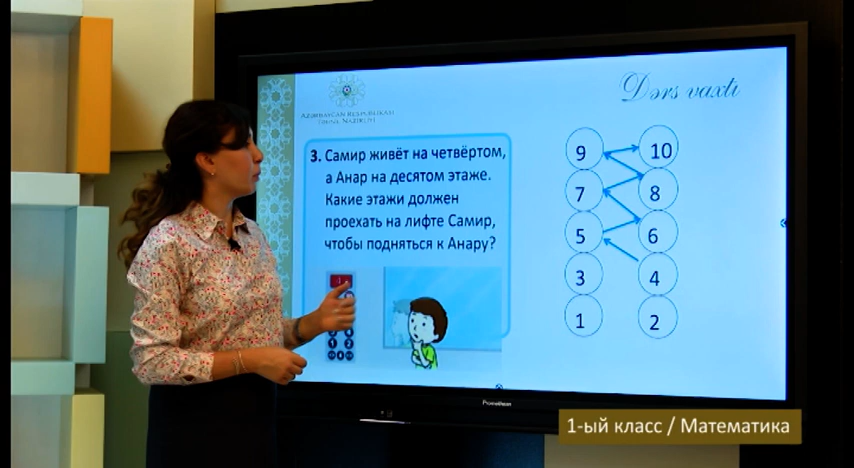 Dərs vaxtı
AZƏRBAYCAN RESPUBLİKASI
TƏHSİL NAZİRLİYİ
3. Самир живёт на четвёртом,
а Анар на десятом этаже.
Какие этажи должен
проехать на лифте Самир,
чтобы подняться к Анару?
9 10
7 8
5 6
3 4
1 2
Promethean
1-ый класс / Математика